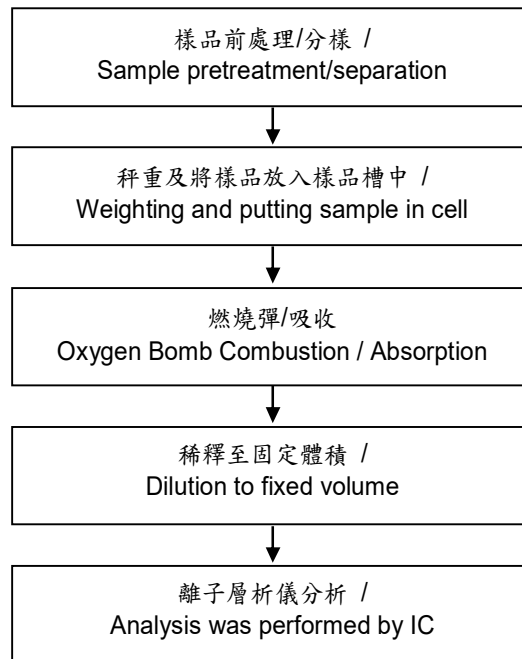 樣品前處理/分樣 /
Sample pretreatment/separation
秤重及將樣品放入樣品槽中 /
Weighting and putting sample in cell
燃燒彈/吸收
Oxygen Bomb Combustion / Absorption
稀釋至固定體積 /
Dilution to fixed volume
離子層析儀分析 /
Analysis was performed by IC